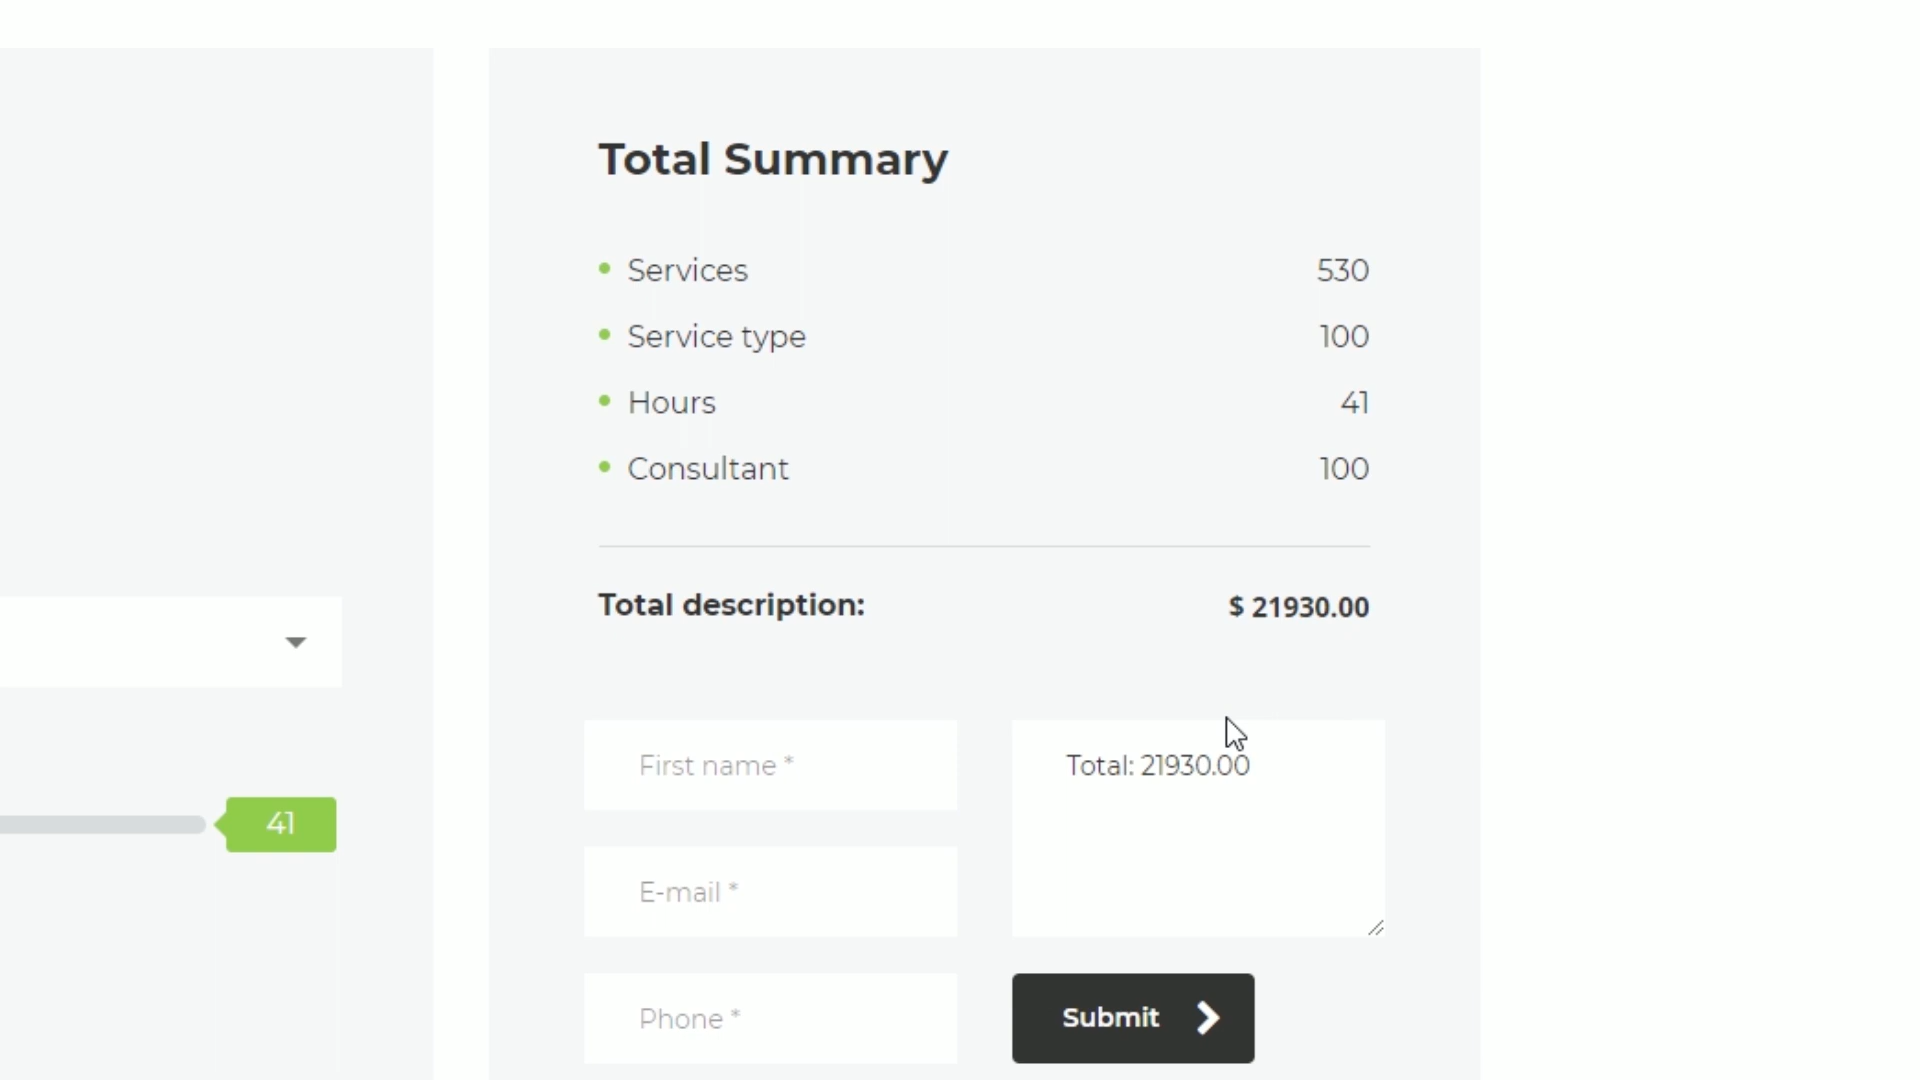 Total Summary
Services 530
Service type 100
Hours 41
Consultant 100
Total description: $ 21930.00
First name *
Total: 21930.00
41
E-mail *
Phone *
Submit